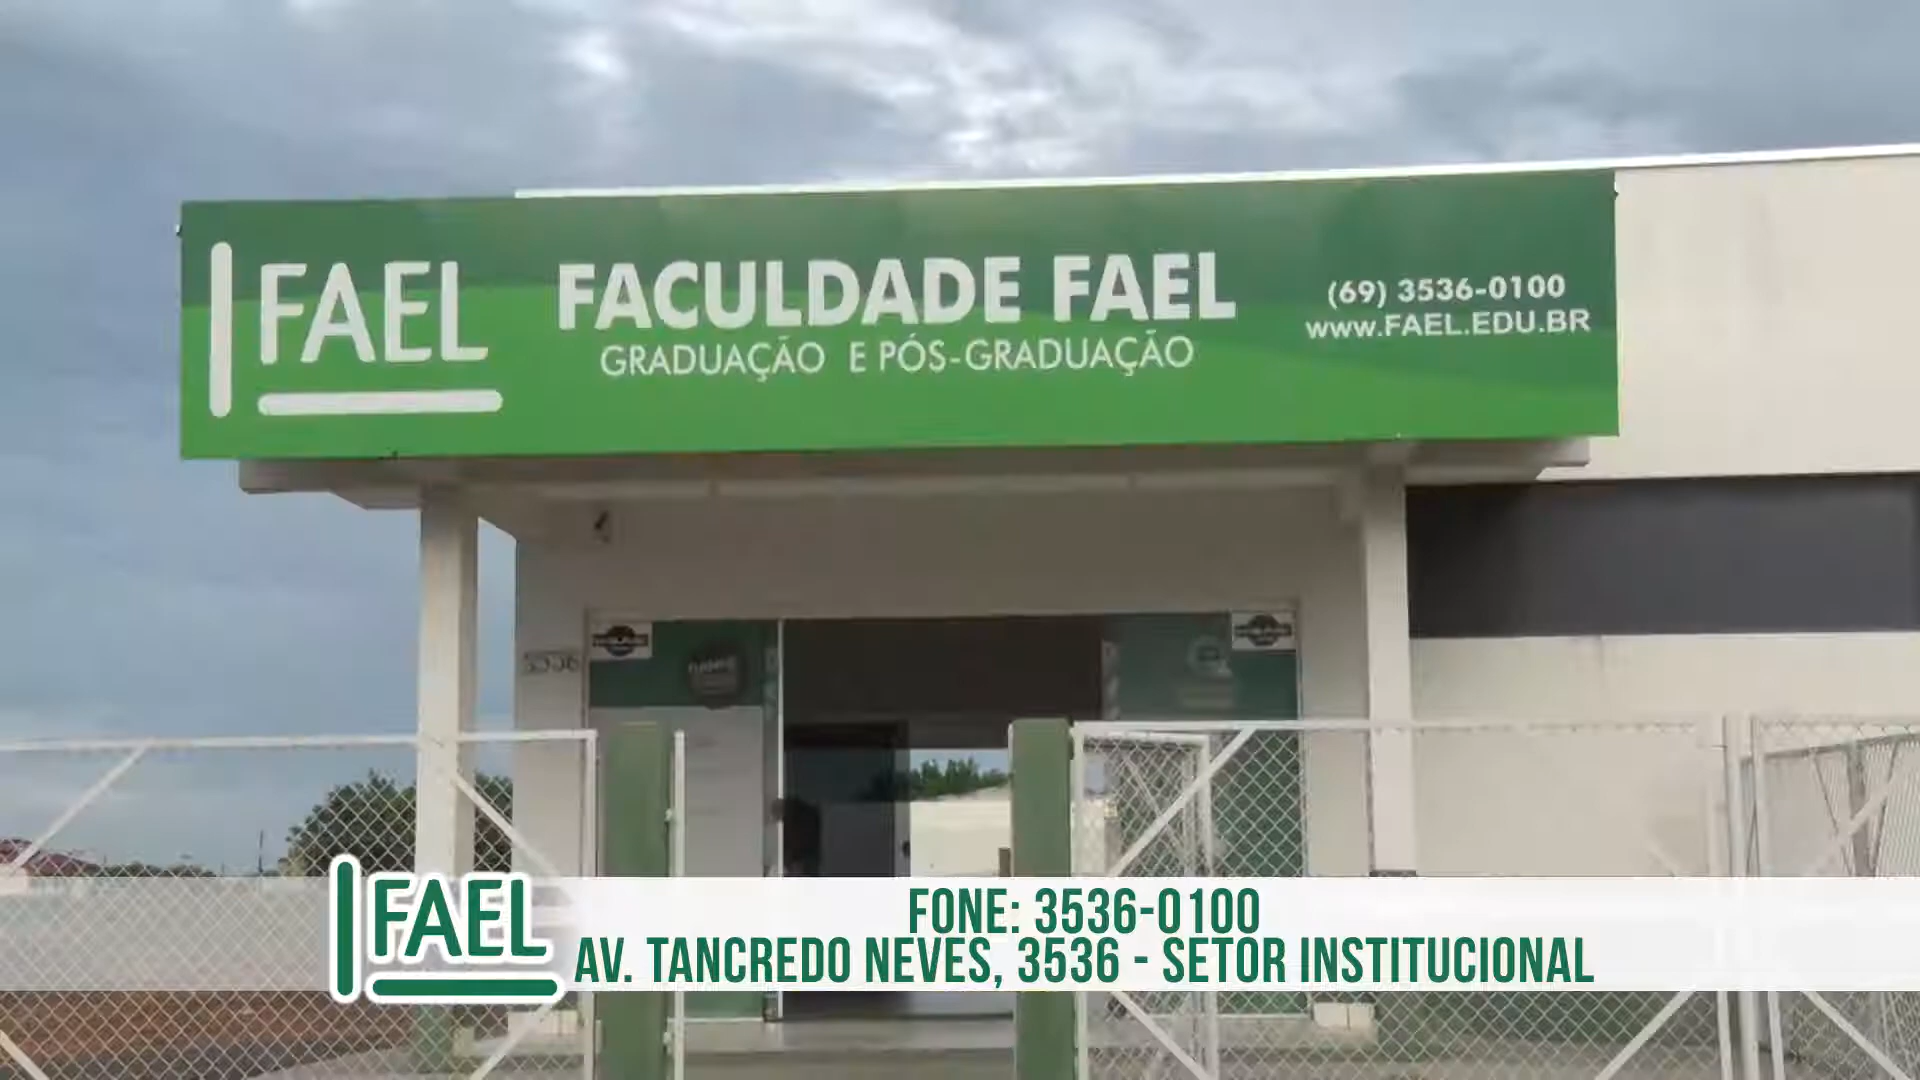 FAEL
FACULDADE FAEL
GRADUAÇÃO E PÓS-GRADUAÇÃO
(69) 3536-0100
www.FAEL.EDU.BR
3536
FAEL
FONE: 3536-0100
AV. TANCREDO NEVES, 3536 - SETOR INSTITUCIONAL